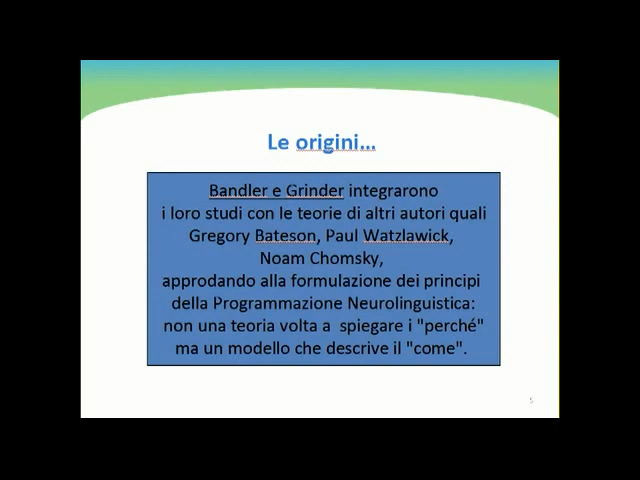 Le origini...
Bandler e Grinder integrarono
i loro studi con le teorie di altri autori quali
Gregory Bateson, Paul Watzlawick,
Noam Chomsky,
approdando alla formulazione dei principi
della Programmazione Neurolinguistica:
non una teoria volta a spiegare i "perché"
ma un modello che descrive il "come".
5